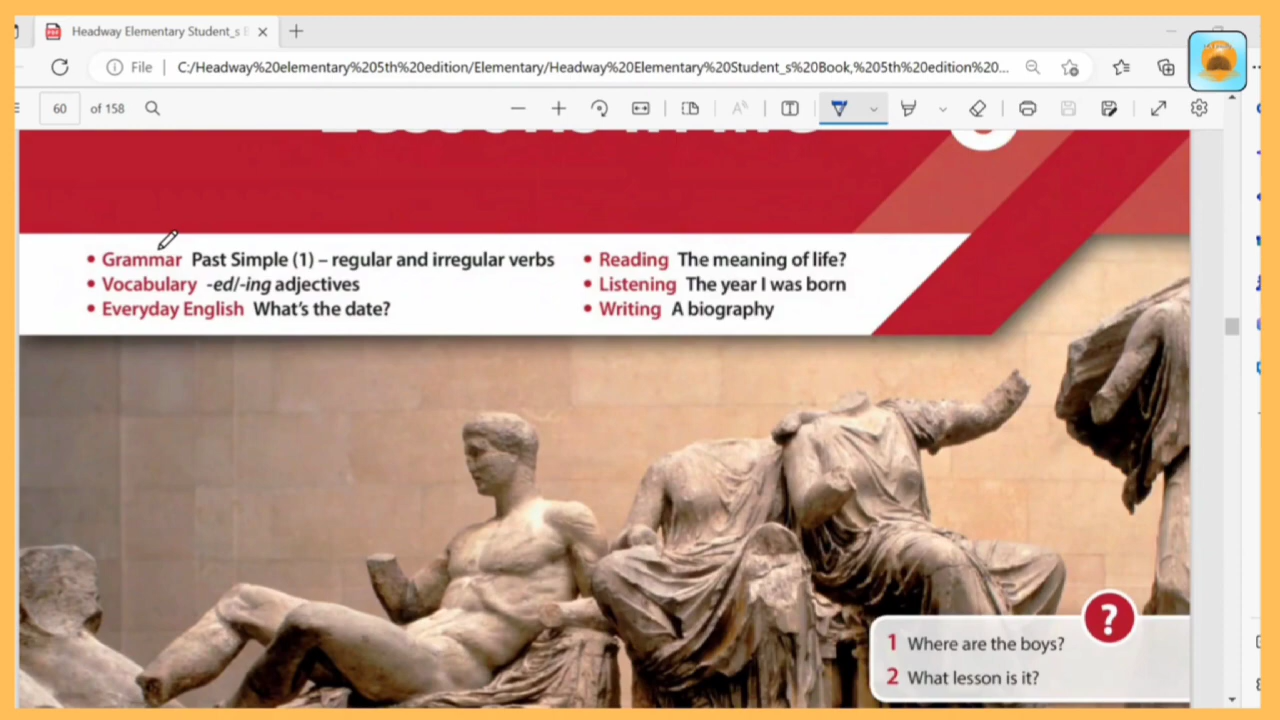 Headway Elementary Student_s
File
C:/Headway%20elementary%205th%20edition/Elementary/Headway%20Elementary%20Student_s%20Book,%205th%20edition%20...
60 of 158
Lessons in life
• Grammar Past Simple (1) – regular and irregular verbs
• Vocabulary -ed/-ing adjectives
• Everyday English What's the date?
• Reading The meaning of life?
• Listening The year I was born
• Writing A biography
?
1 Where are the boys?
2 What lesson is it?